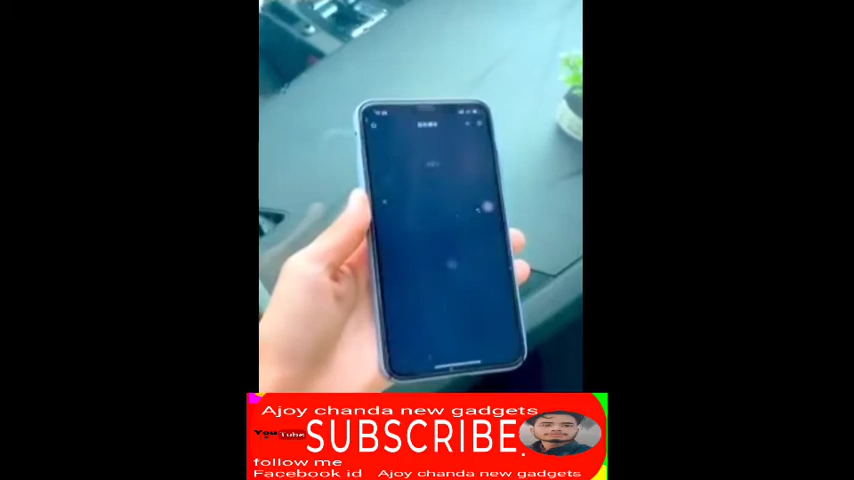 Ajoy chanda new gadgets
YouTube SUBSCRIBE.
follow me
Facebook id Ajoy chanda new gadgets